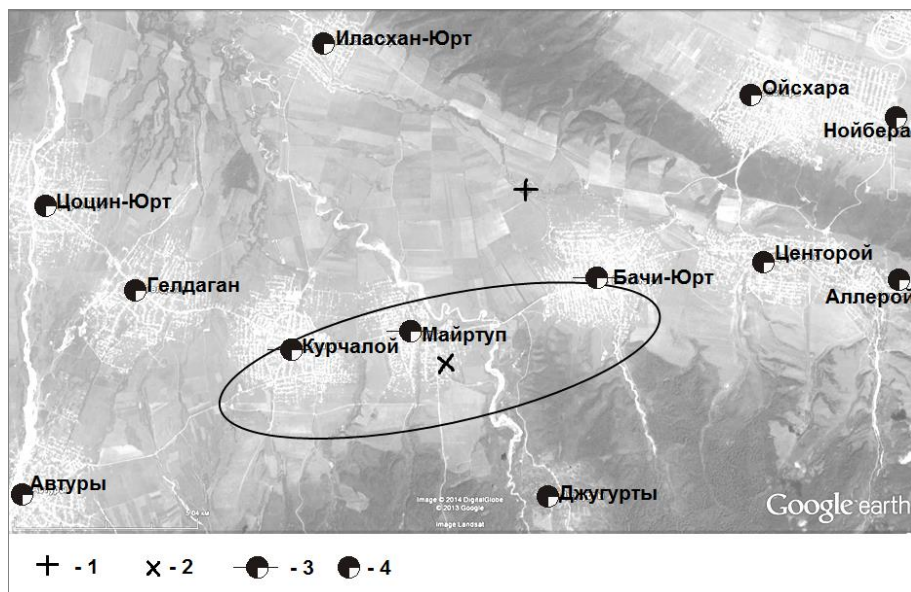 Иласхан-Юрт
Ойсхара
Нойбера
Цоцин-Юрт
Центорой
Бачи-Юрт
Гелдаган
Аллерой
Майртуп
Курчалой
Автуры
Джугурты
Image © 2014 DigitalGlobe
© 2013 Google
Image Landsat
Google earth
- 1
- 2
- 3
- 4